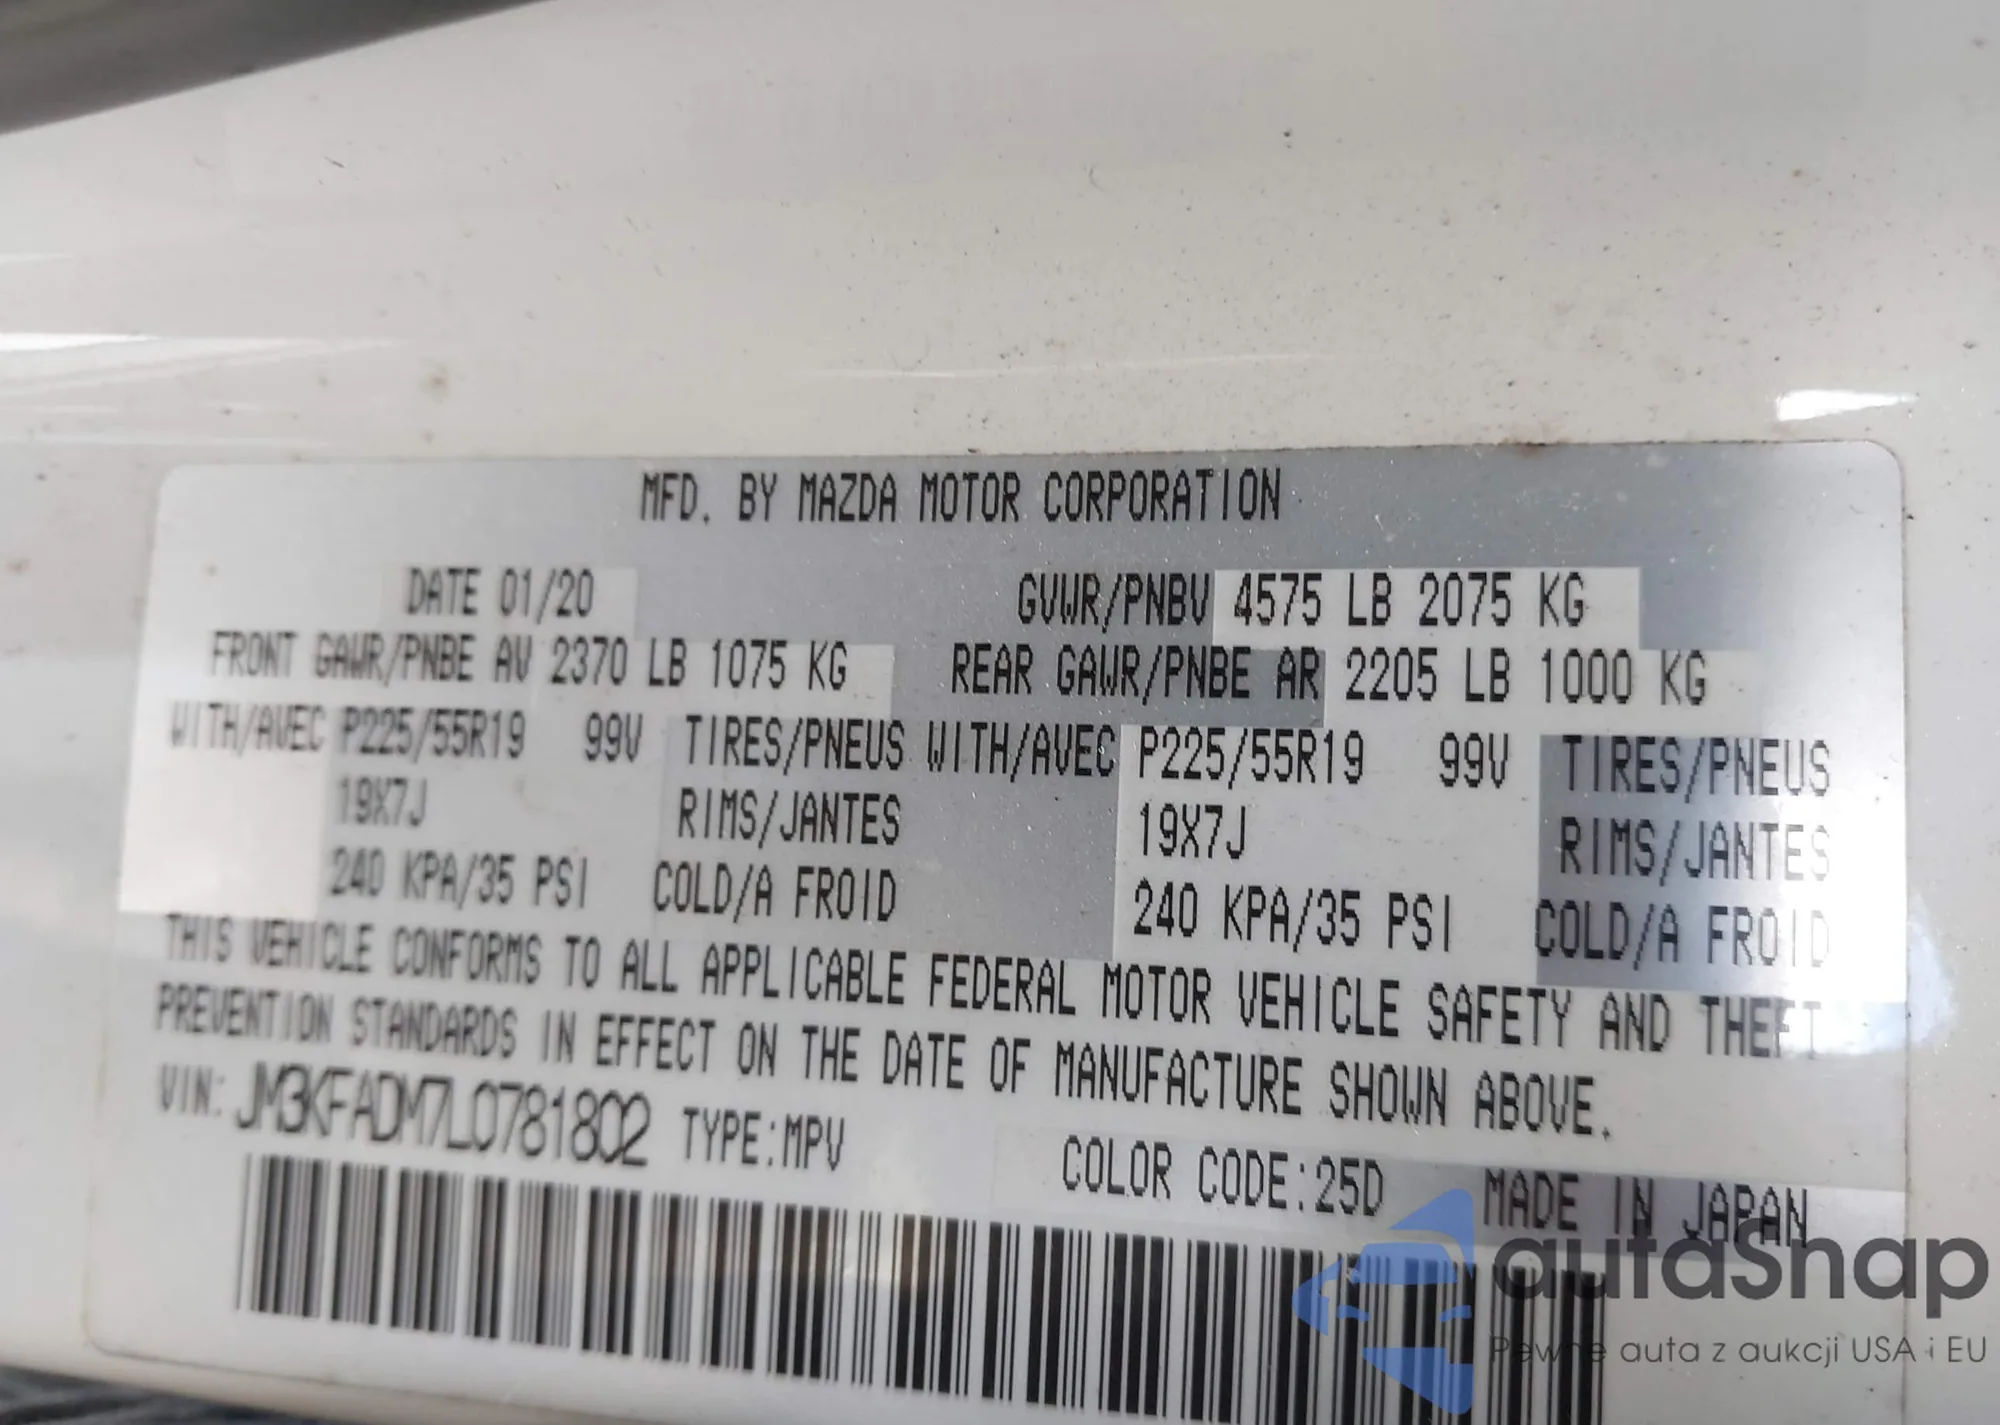 MFD. BY MAZDA MOTOR CORPORATION
DATE 01/20 GVWR/PNBV 4575 LB 2075 KG
FRONT GAWR/PNBE AV 2370 LB 1075 KG REAR GAWR/PNBE AR 2205 LB 1000 KG
WITH/AVEC P225/55R19 99V TIRES/PNEUS WITH/AVEC P225/55R19 99V TIRES/PNEUS
19X7J RIMS/JANTES 19X7J RIMS/JANTES
240 KPA/35 PSI COLD/A FROID 240 KPA/35 PSI COLD/A FROID
THIS VEHICLE CONFORMS TO ALL APPLICABLE FEDERAL MOTOR VEHICLE SAFETY AND THEFT
PREVENTION STANDARDS IN EFFECT ON THE DATE OF MANUFACTURE SHOWN ABOVE.
VIN: JM3KFADM7L0781802 TYPE:MPV
COLOR CODE:25D MADE IN JAPAN
autaShap
Pewne auta z aukcji USA i EU